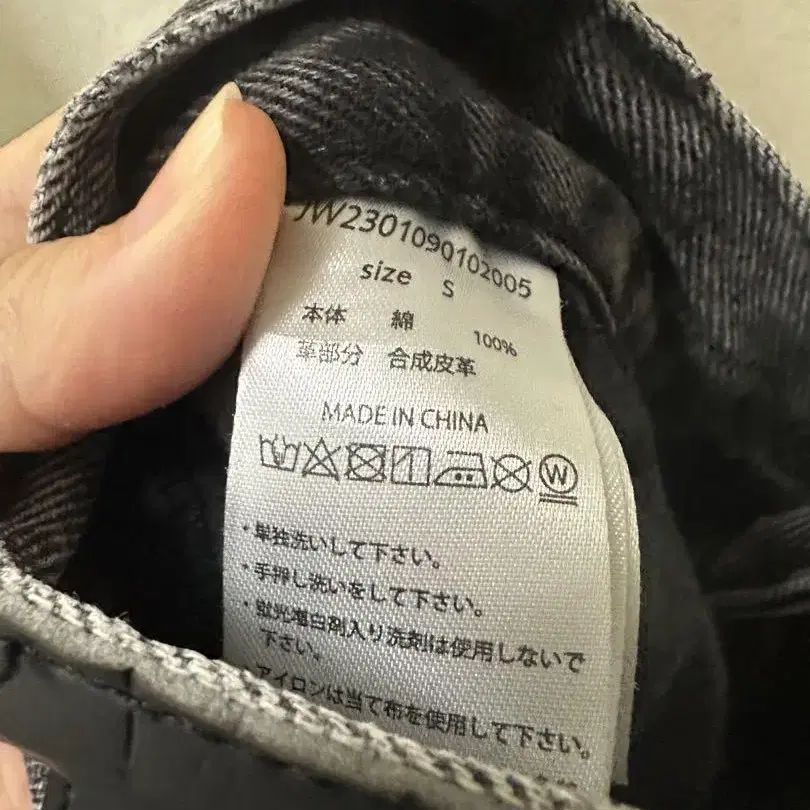 JW2301090102005
size S
本体 綿 100%
革部分 合成皮革
MADE IN CHINA
W
・単独洗いして下さい。
・手押し洗いをして下さい。
・蛍光増白剤入り洗剤は使用しないで
下さい。
・アイロンは当て布を使用して下さい。